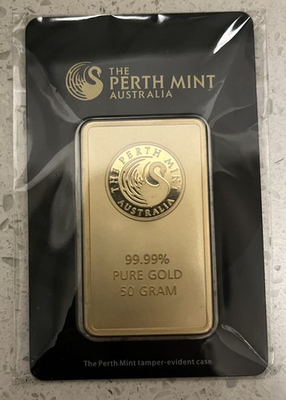 THE
PERTH MINT
AUSTRALIA
THE PERTH MINT
AUSTRALIA
99.99%
PURE GOLD
50 GRAM
The Perth Mint tamper-evident case